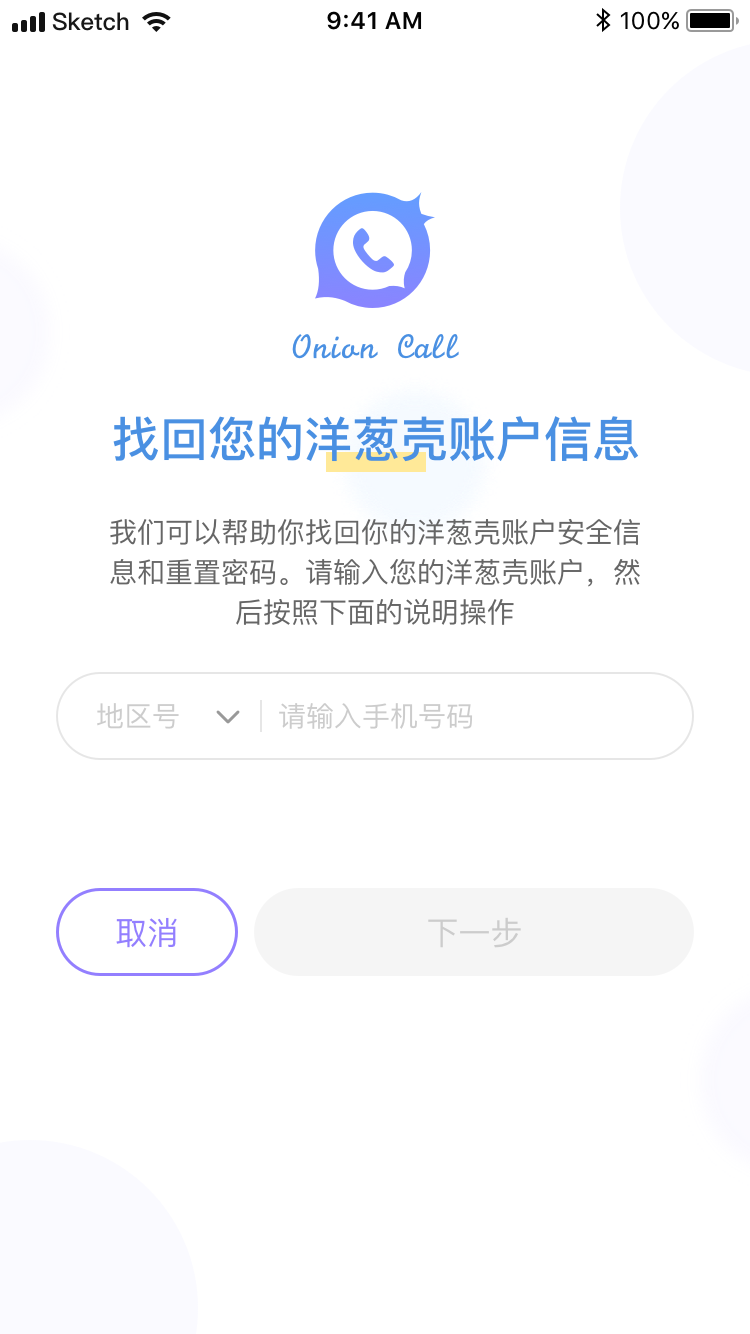 Sketch 9:41 AM 100%
Onion Call
找回您的洋葱壳账户信息
我们可以帮助你找回你的洋葱壳账户安全信
息和重置密码。请输入您的洋葱壳账户，然
后按照下面的说明操作
地区号 请输入手机号码
取消 下一步